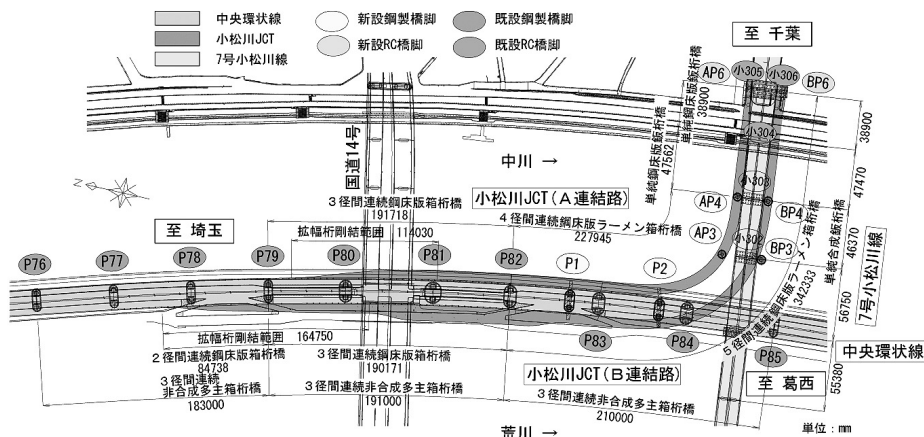 中央環状線
小松川JCT
7号小松川線
新設鋼製橋脚
新設RC橋脚
既設鋼製橋脚
既設RC橋脚
至 千葉
AP6
小305
小306
BP6
単純鋼床版鈑桁橋
38900
単純鋼床版鈑桁橋
47562
小304
38900
国道14号
中川 →
小303
47470
N
3径間連続鋼床版箱桁橋
191718
小松川JCT(A連結路)
AP4
BP4
単純合成鈑桁橋
46370
7号小松川線
至 埼玉
拡幅桁剛結範囲 114030
4径間連続鋼床版ラーメン箱桁橋
227945
AP3
小302
BP3
P76
P77
P78
P79
P80
P81
P82
P1
P2
5径間連続鋼床版ラーメン箱桁橋
342333
56750
拡幅桁剛結範囲 164750
P83
P84
P85
中央環状線
2径間連続鋼床版箱桁橋
84738
3径間連続鋼床版箱桁橋
190171
小松川JCT(B連結路)
至 葛西
55380
3径間連続
非合成多主箱桁橋
183000
3径間連続非合成多主箱桁橋
191000
3径間連続非合成多主箱桁橋
210000
荒川 →
単位:mm